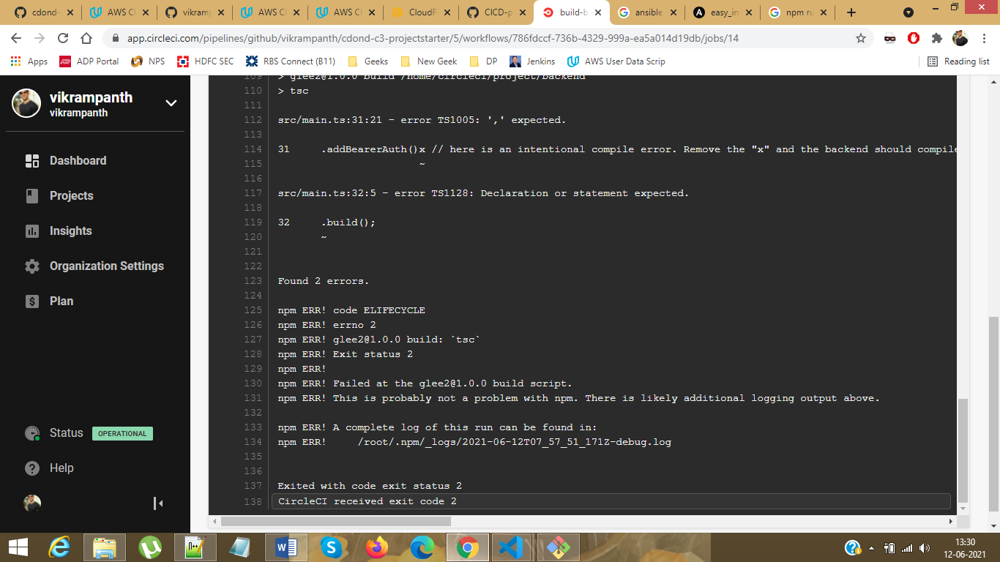 cdond-
AWS Cl
vikramp
AWS Cl
AWS Cl
CloudF
CICD-p
build-b
ansible
easy_in
npm ru
app.circleci.com/pipelines/github/vikrampanth/cdond-c3-projectstarter/5/workflows/786fdccf-736b-4329-999a-ea5a014d19db/jobs/14
Apps
ADP Portal
NPS
HDFC SEC
RBS Connect (B11)
Geeks
New Geek
DP
Jenkins
AWS User Data Scrip
Reading list
vikrampanth
vikrampanth
Dashboard
Projects
Insights
Organization Settings
Plan
Status OPERATIONAL
Help
109 > glee2@1.0.0 build /home/circleci/project/backend
110 > tsc
111
112 src/main.ts:31:21 - error TS1005: ',' expected.
113
114 31     .addBearerAuth()x // here is an intentional compile error. Remove the "x" and the backend should compile
115 ~
116
117 src/main.ts:32:5 - error TS1128: Declaration or statement expected.
118
119 32     .build();
120 ~
121
122
123 Found 2 errors.
124
125 npm ERR! code ELIFECYCLE
126 npm ERR! errno 2
127 npm ERR! glee2@1.0.0 build: `tsc`
128 npm ERR! Exit status 2
129 npm ERR!
130 npm ERR! Failed at the glee2@1.0.0 build script.
131 npm ERR! This is probably not a problem with npm. There is likely additional logging output above.
132
133 npm ERR! A complete log of this run can be found in:
134 npm ERR!     /root/.npm/_logs/2021-06-12T07_57_51_171Z-debug.log
135
136
137 Exited with code exit status 2
138 CircleCI received exit code 2
13:30
12-06-2021